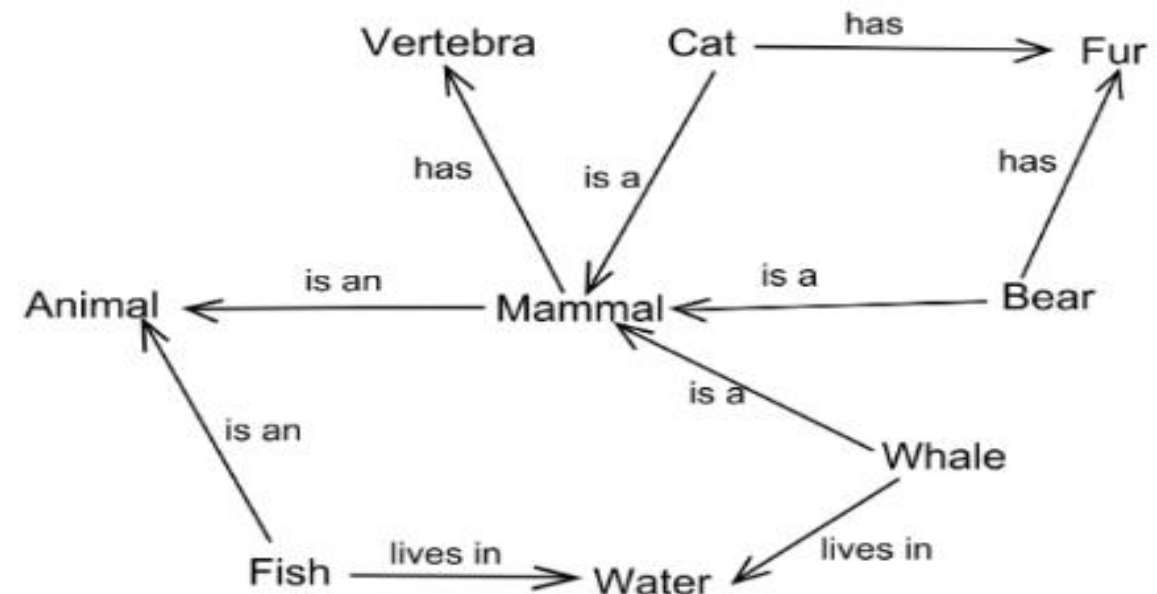 Vertebra
Cat
has
Fur
has
is a
has
Animal
is an
Mammal
is a
Bear
is an
is a
Whale
Fish
lives in
Water
lives in